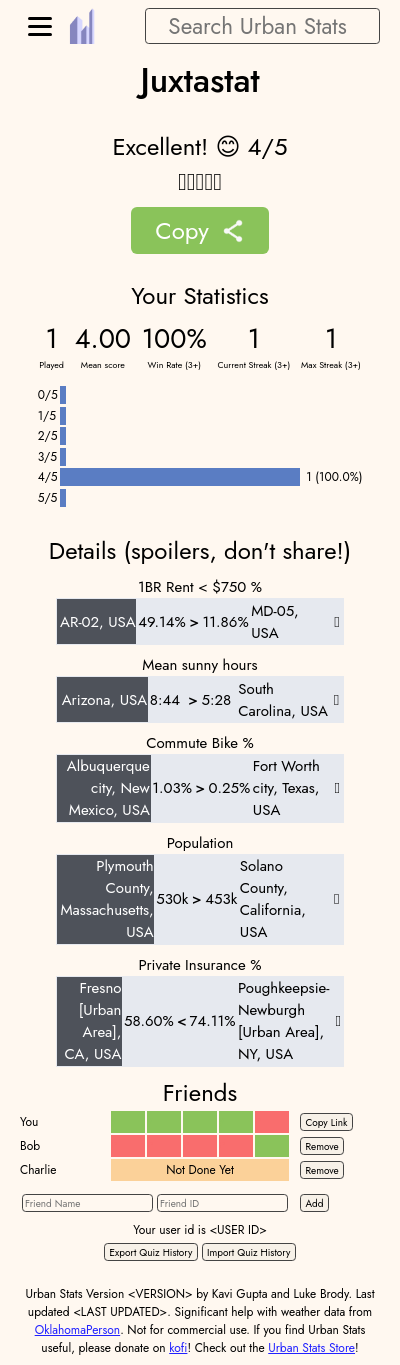 Search Urban Stats
Juxtastat
Excellent! 😊 4/5
Copy
Your Statistics
1 4.00 100% 1 1
Played Mean score Win Rate (3+) Current Streak (3+) Max Streak (3+)
0/5
1/5
2/5
3/5
4/5 1 (100.0%)
5/5
Details (spoilers, don't share!)
1BR Rent < $750 %
AR-02, USA 49.14% > 11.86% MD-05,
USA
Mean sunny hours
Arizona, USA 8:44 > 5:28 South
Carolina, USA
Commute Bike %
Albuquerque
city, New
Mexico, USA
1.03% > 0.25%
Fort Worth
city, Texas,
USA
Population
Plymouth
County,
Massachusetts,
USA
530k > 453k
Solano
County,
California,
USA
Private Insurance %
Fresno
[Urban
Area],
CA, USA
58.60% < 74.11%
Poughkeepsie-
Newburgh
[Urban Area],
NY, USA
Friends
You Copy Link
Bob Remove
Charlie Not Done Yet Remove
Friend Name Friend ID Add
Your user id is <USER ID>
Export Quiz History Import Quiz History
Urban Stats Version <VERSION> by Kavi Gupta and Luke Brody. Last
updated <LAST UPDATED>. Significant help with weather data from
OklahomaPerson. Not for commercial use. If you find Urban Stats
useful, please donate on kofi! Check out the Urban Stats Store!